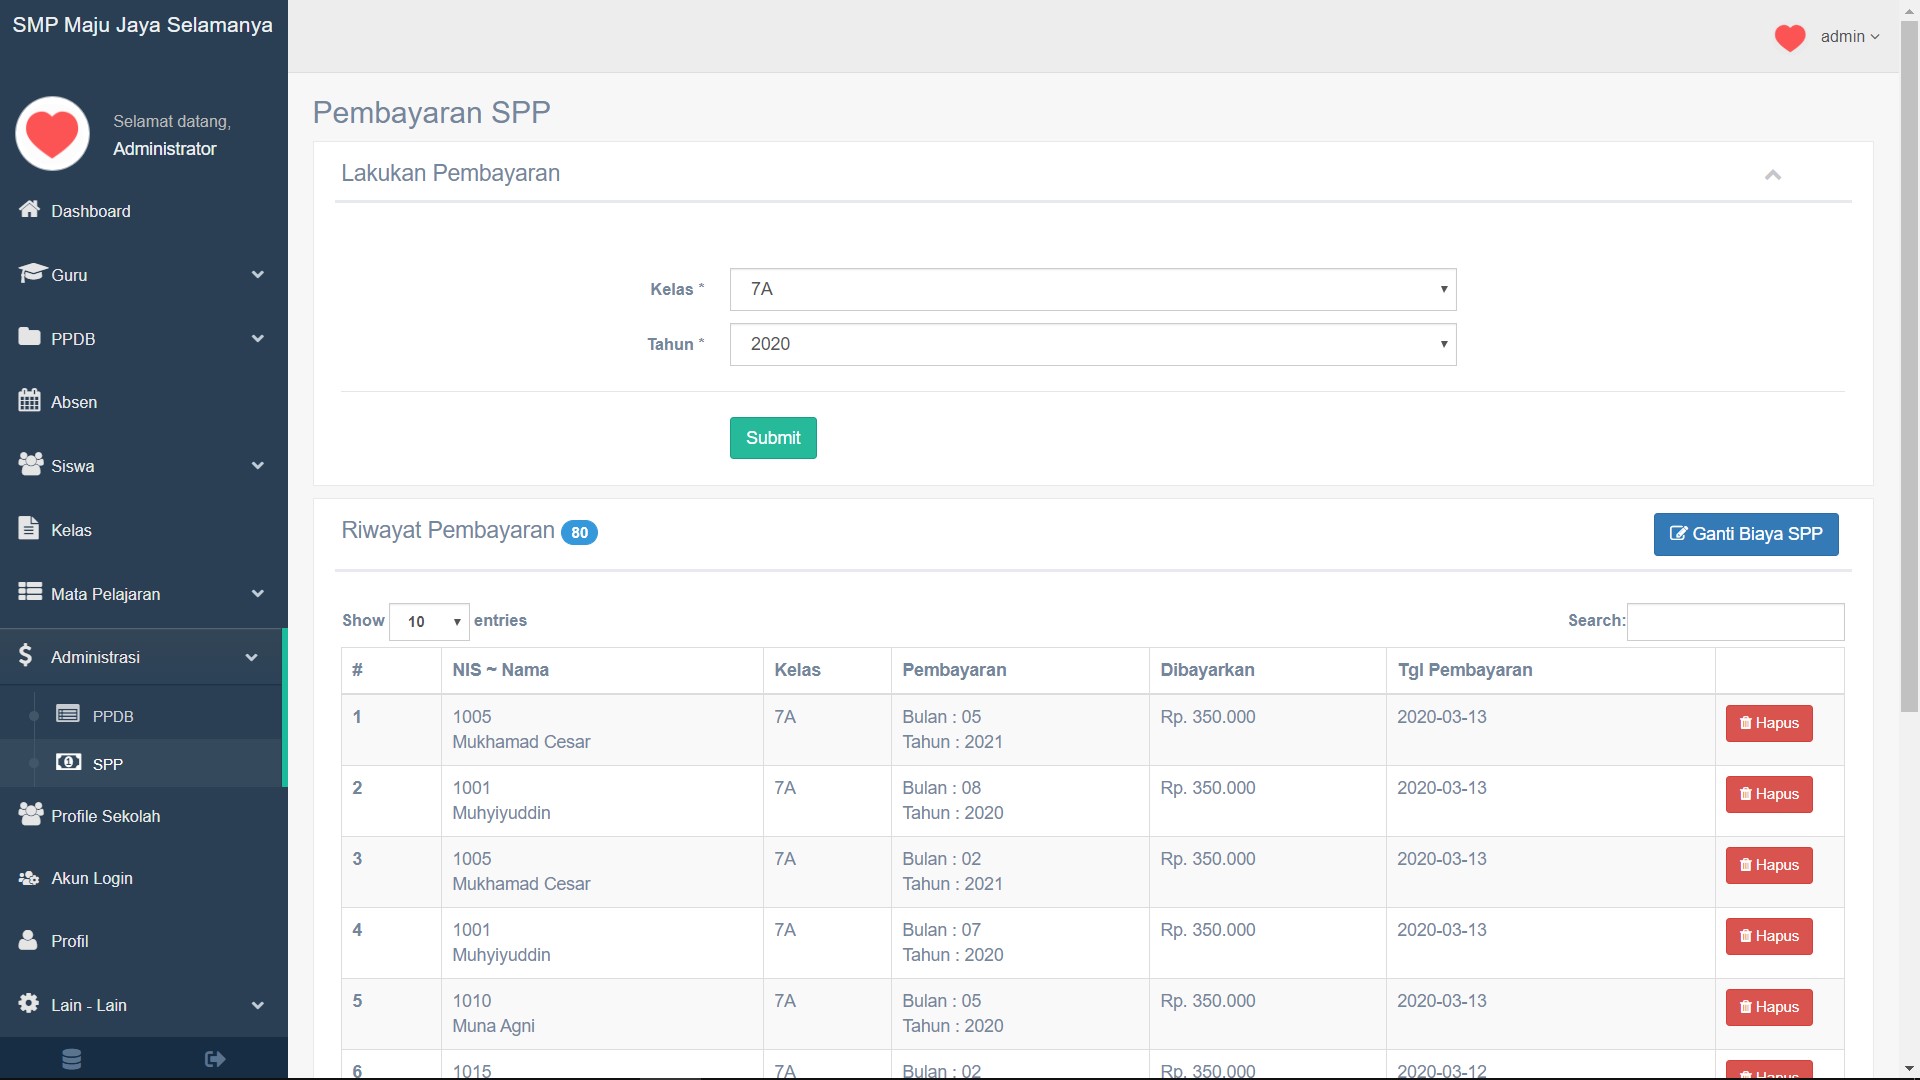 SMP Maju Jaya Selamanya
admin
Selamat datang,
Administrator
Dashboard
Guru
PPDB
Absen
Siswa
Kelas
Mata Pelajaran
Administrasi
PPDB
SPP
Profile Sekolah
Akun Login
Profil
Lain - Lain
Pembayaran SPP
Lakukan Pembayaran
Kelas * 7A
Tahun * 2020
Submit
Riwayat Pembayaran 80
Ganti Biaya SPP
Show 10 entries
Search:
# NIS ~ Nama Kelas Pembayaran Dibayarkan Tgl Pembayaran
1 1005 7A Bulan : 05 Rp. 350.000 2020-03-13 Hapus
Mukhamad Cesar Tahun : 2021
2 1001 7A Bulan : 08 Rp. 350.000 2020-03-13 Hapus
Muhyiyuddin Tahun : 2020
3 1005 7A Bulan : 02 Rp. 350.000 2020-03-13 Hapus
Mukhamad Cesar Tahun : 2021
4 1001 7A Bulan : 07 Rp. 350.000 2020-03-13 Hapus
Muhyiyuddin Tahun : 2020
5 1010 7A Bulan : 05 Rp. 350.000 2020-03-13 Hapus
Muna Agni Tahun : 2020
6 1015 7A Bulan : 02 Rp. 350.000 2020-03-12 Hapus